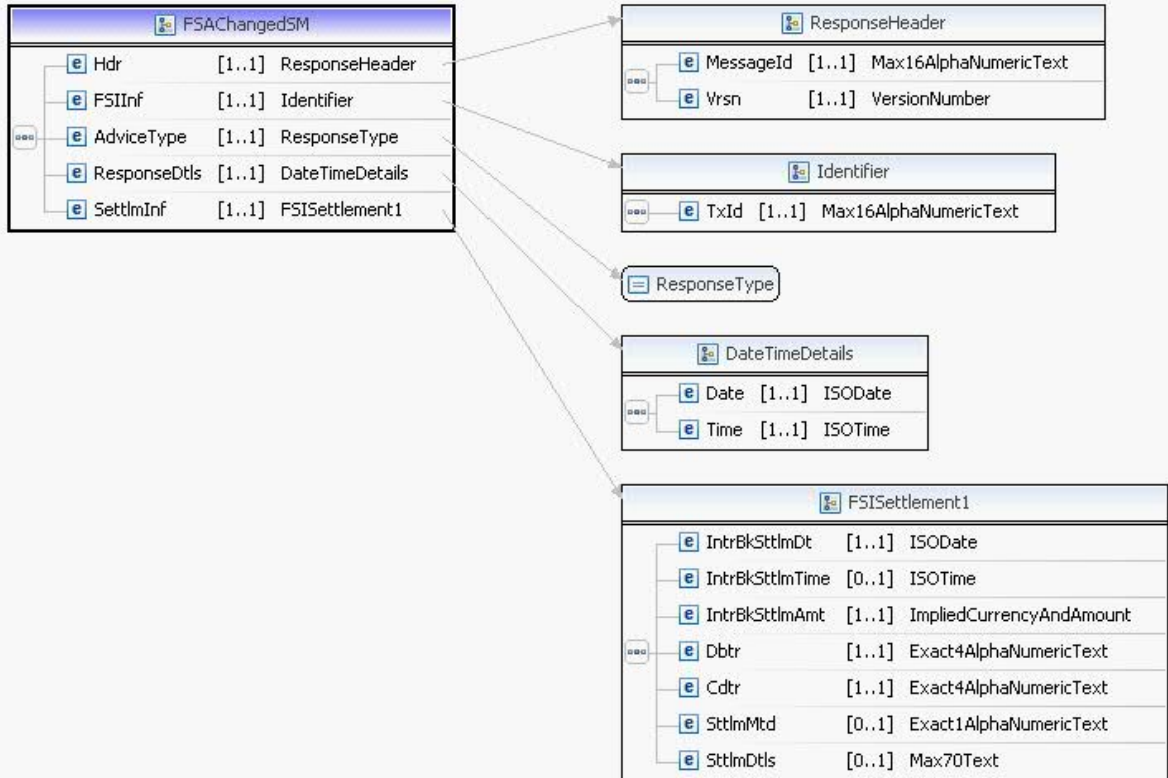 FSAChangedSM
Hdr [1..1] ResponseHeader
FSIInf [1..1] Identifier
AdviceType [1..1] ResponseType
ResponseDtls [1..1] DateTimeDetails
SettlmInf [1..1] FSISettlement1
ResponseHeader
MessageId [1..1] Max16AlphaNumericText
Vrsn [1..1] VersionNumber
Identifier
TxId [1..1] Max16AlphaNumericText
ResponseType
DateTimeDetails
Date [1..1] ISODate
Time [1..1] ISOTime
FSISettlement1
IntrBkSttlmDt [1..1] ISODate
IntrBkSttlmTime [0..1] ISOTime
IntrBkSttlmAmt [1..1] ImpliedCurrencyAndAmount
Dbtr [1..1] Exact4AlphaNumericText
Cdtr [1..1] Exact4AlphaNumericText
SttlmMtd [0..1] Exact1AlphaNumericText
SttlmDtls [0..1] Max70Text